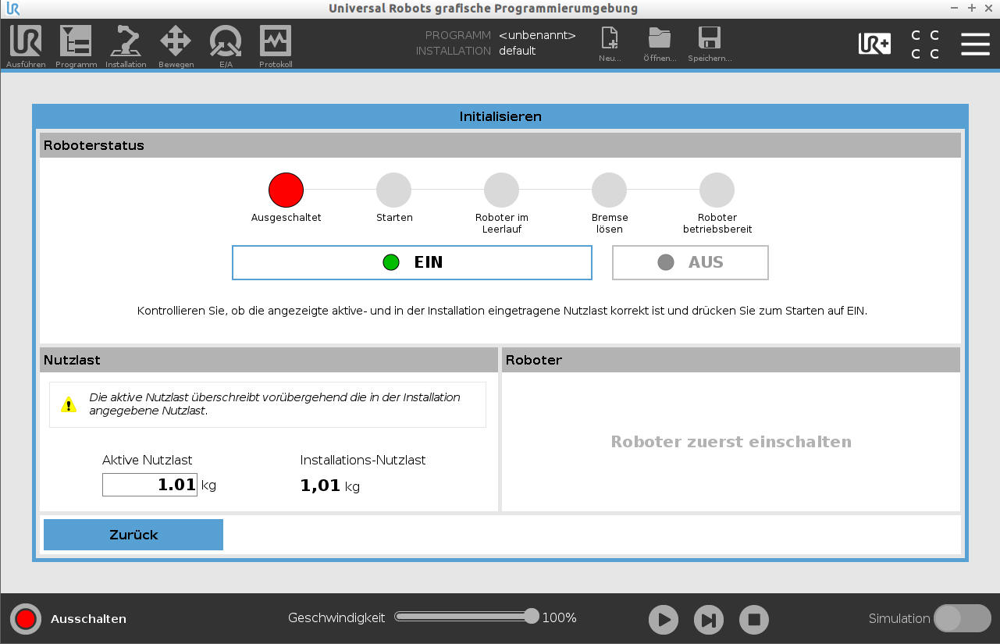 Universal Robots grafische Programmierumgebung
PROGRAMM <unbenannt>
INSTALLATION default
Ausführen Programm Installation Bewegen E/A Protokoll
Neu... Öffnen... Speichern...
UR+
C C
C C
Initialisieren
Roboterstatus
Ausgeschaltet
Starten
Roboter im
Leerlauf
Bremse
lösen
Roboter
betriebsbereit
EIN
AUS
Kontrollieren Sie, ob die angezeigte aktive- und in der Installation eingetragene Nutzlast korrekt ist und drücken Sie zum Starten auf EIN.
Nutzlast
Die aktive Nutzlast überschreibt vorübergehend die in der Installation
angegebene Nutzlast.
Aktive Nutzlast
1.01 kg
Installations-Nutzlast
1,01 kg
Roboter
Roboter zuerst einschalten
Zurück
Ausschalten
Geschwindigkeit 100%
Simulation